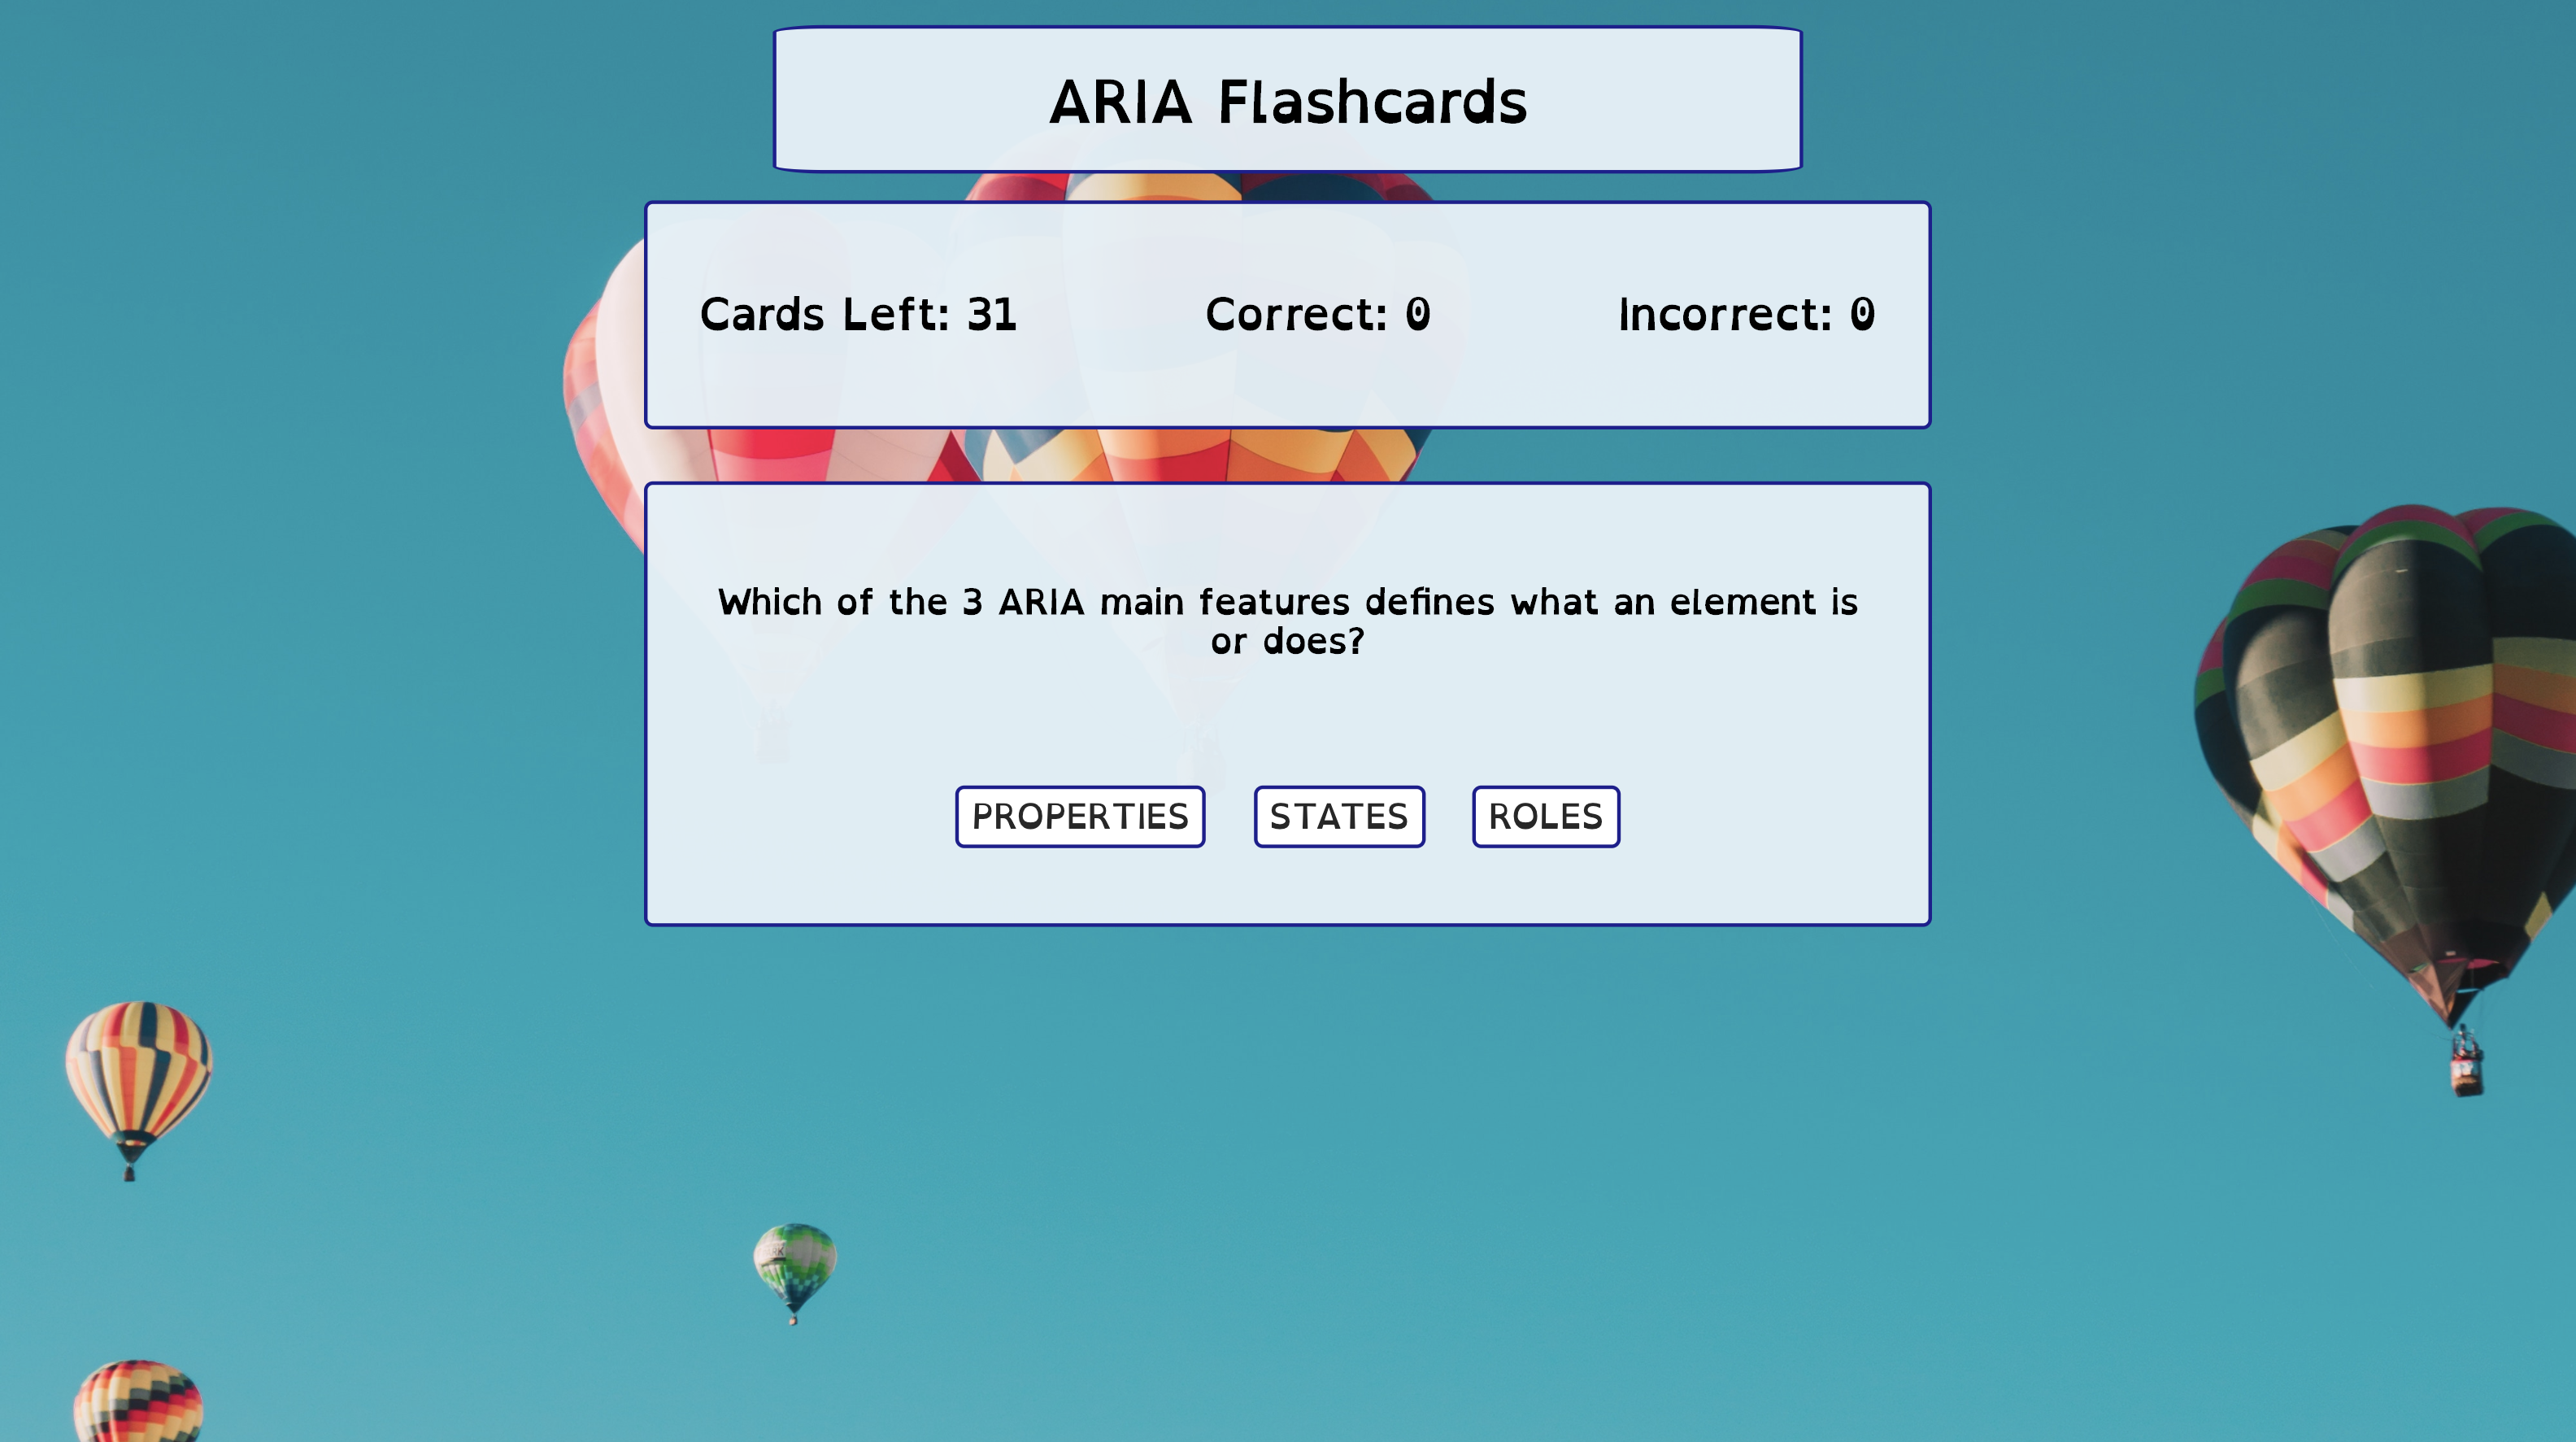 ARIA Flashcards
Cards Left: 31 Correct: 0 Incorrect: 0
Which of the 3 ARIA main features defines what an element is
or does?
PROPERTIES STATES ROLES